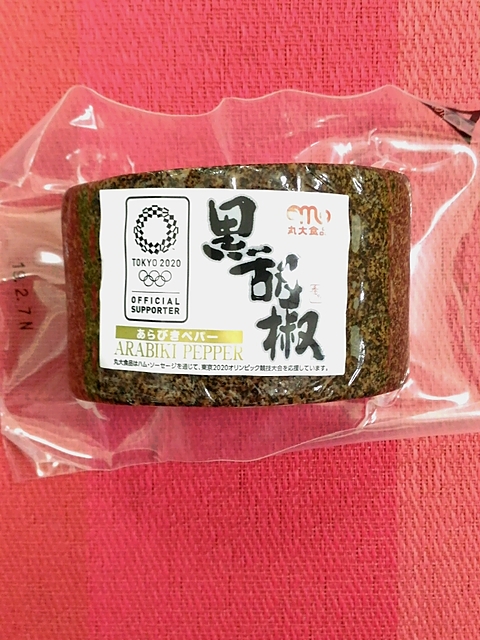 TOKYO 2020
OFFICIAL
SUPPORTER
黒胡椒
丸大食品
あらびきペパー
ARABIKI PEPPER
丸大食品はハム・ソーセージを通じて、東京2020オリンピック競技大会を応援しています。